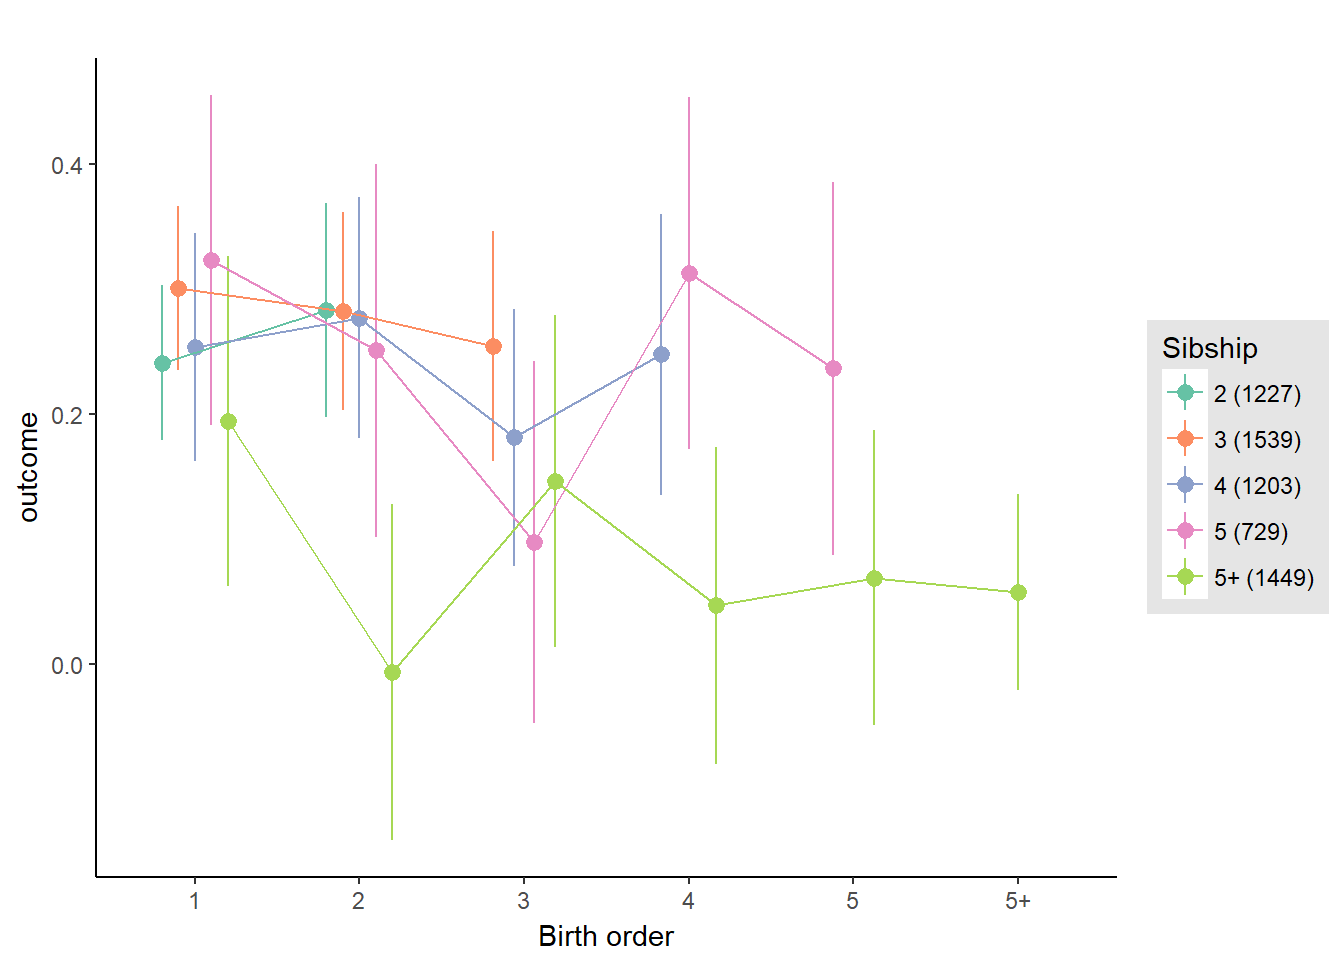 0.4
0.2
0.0
outcome
1 2 3 4 5 5+
Birth order
Sibship
2 (1227)
3 (1539)
4 (1203)
5 (729)
5+ (1449)